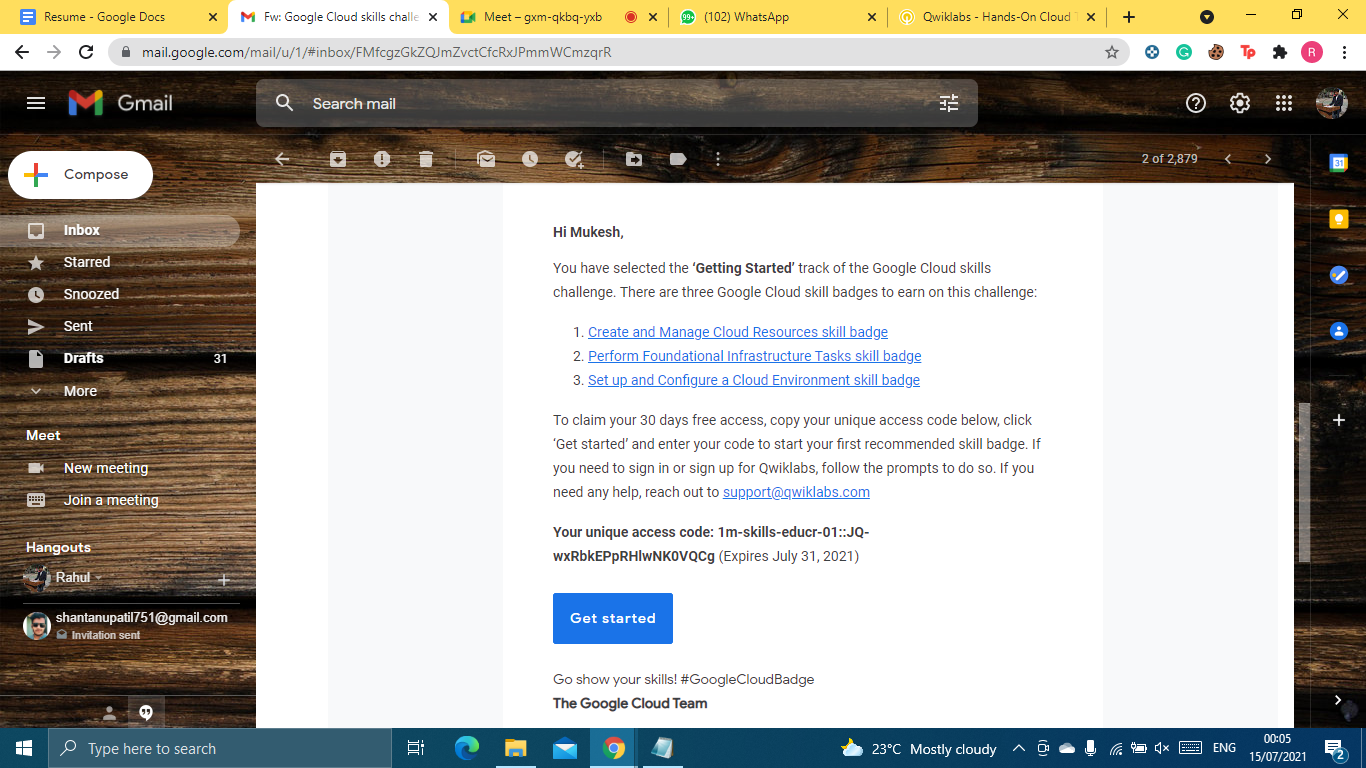 Resume - Google Docs
Fw: Google Cloud skills challe
Meet – gxm-qkbq-yxb
99+
(102) WhatsApp
Qwiklabs - Hands-On Cloud
mail.google.com/mail/u/1/#inbox/FMfcgzGkZQJmZvctCfcRxJPmmWCmzqrR
G
Tp
R
Gmail
Search mail
Compose
2 of 2,879
31
Inbox
Starred
Snoozed
Sent
Drafts 31
More
Meet
New meeting
Join a meeting
Hangouts
Rahul
shantanupatil751@gmail.com
Invitation sent
Hi Mukesh,
You have selected the ‘Getting Started’ track of the Google Cloud skills
challenge. There are three Google Cloud skill badges to earn on this challenge:
1. Create and Manage Cloud Resources skill badge
2. Perform Foundational Infrastructure Tasks skill badge
3. Set up and Configure a Cloud Environment skill badge
To claim your 30 days free access, copy your unique access code below, click
‘Get started’ and enter your code to start your first recommended skill badge. If
you need to sign in or sign up for Qwiklabs, follow the prompts to do so. If you
need any help, reach out to support@qwiklabs.com
Your unique access code: 1m-skills-educr-01::JQ-
wxRbkEPpRHlwNK0VQCg (Expires July 31, 2021)
Get started
Go show your skills! #GoogleCloudBadge
The Google Cloud Team
Type here to search
23°C Mostly cloudy
ENG
00:05
15/07/2021
2